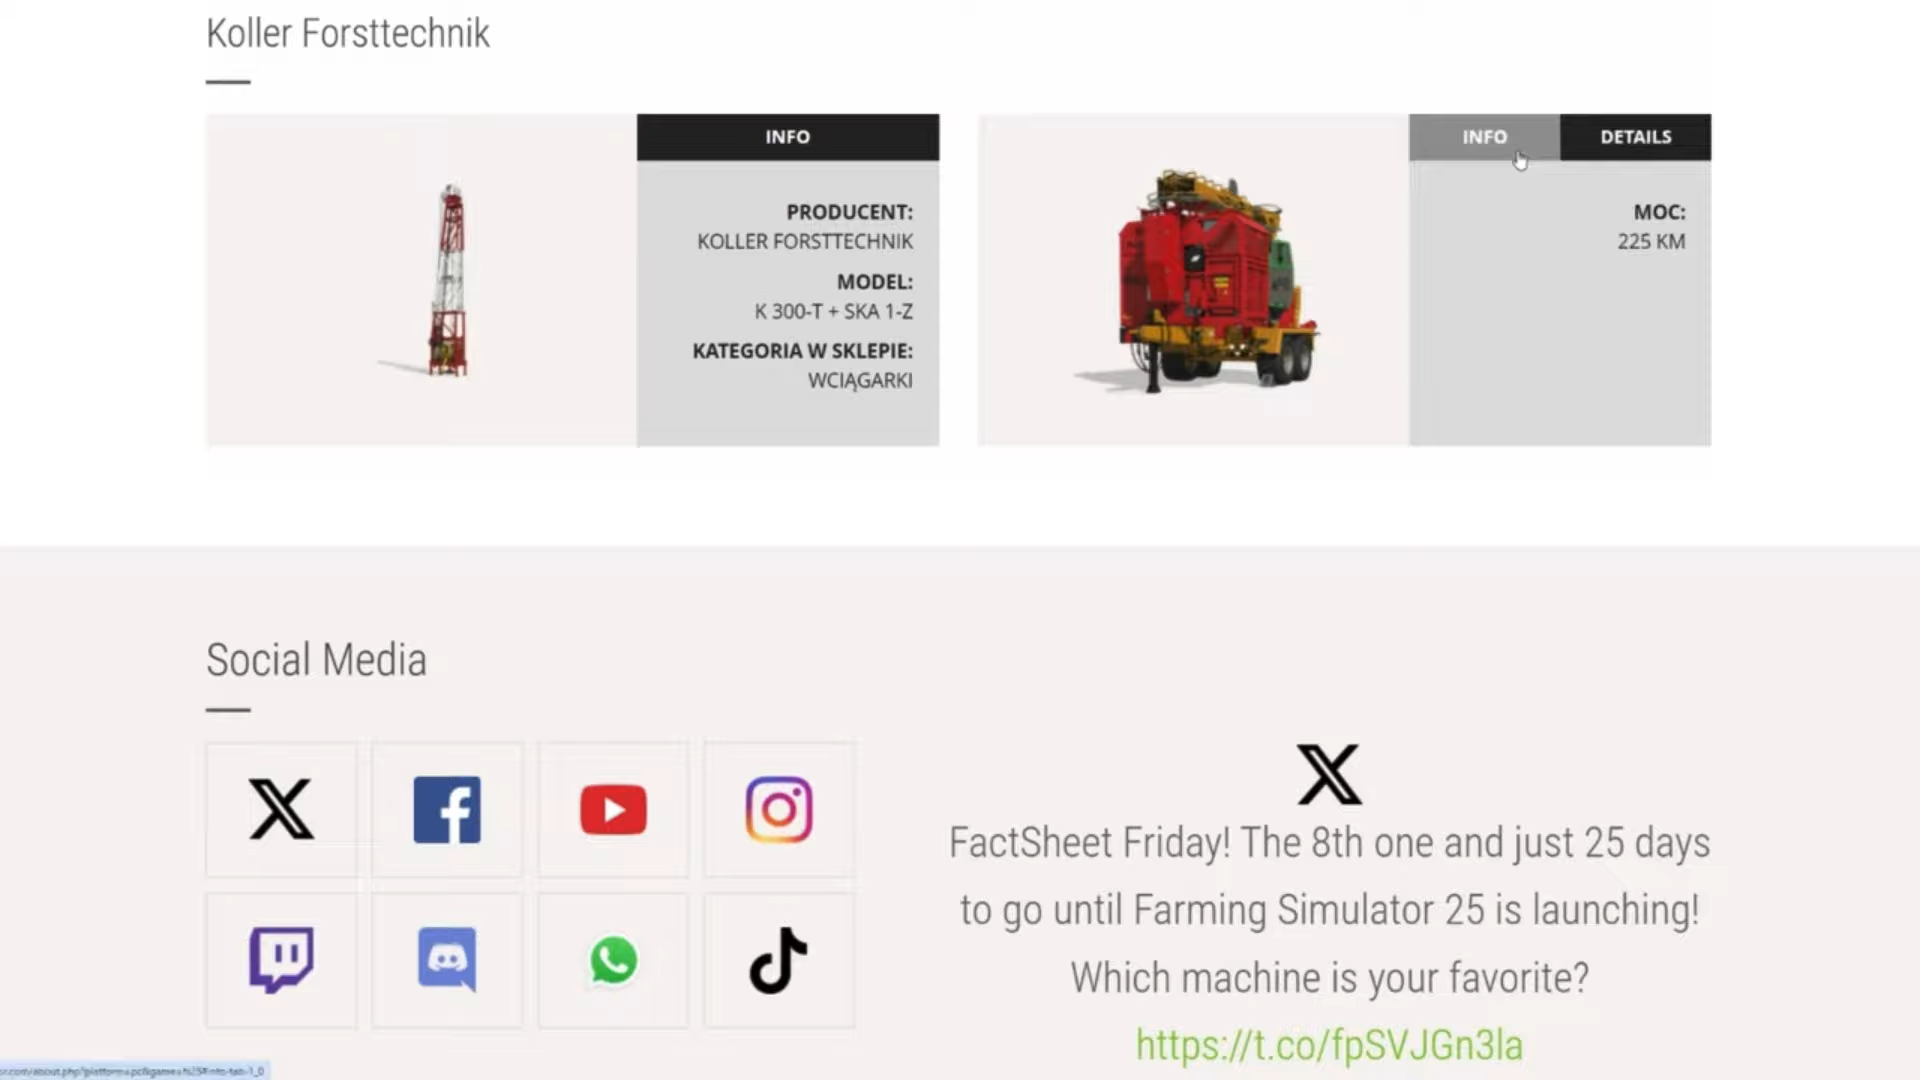 Koller Forsttechnik
INFO
PRODUCENT:
KOLLER FORSTTECHNIK
MODEL:
K 300-T + SKA 1-Z
KATEGORIA W SKLEPIE:
WCIĄGARKI
INFO DETAILS
MOC:
225 KM
Social Media
FactSheet Friday! The 8th one and just 25 days
to go until Farming Simulator 25 is launching!
Which machine is your favorite?
https://t.co/fpSVJGn3la